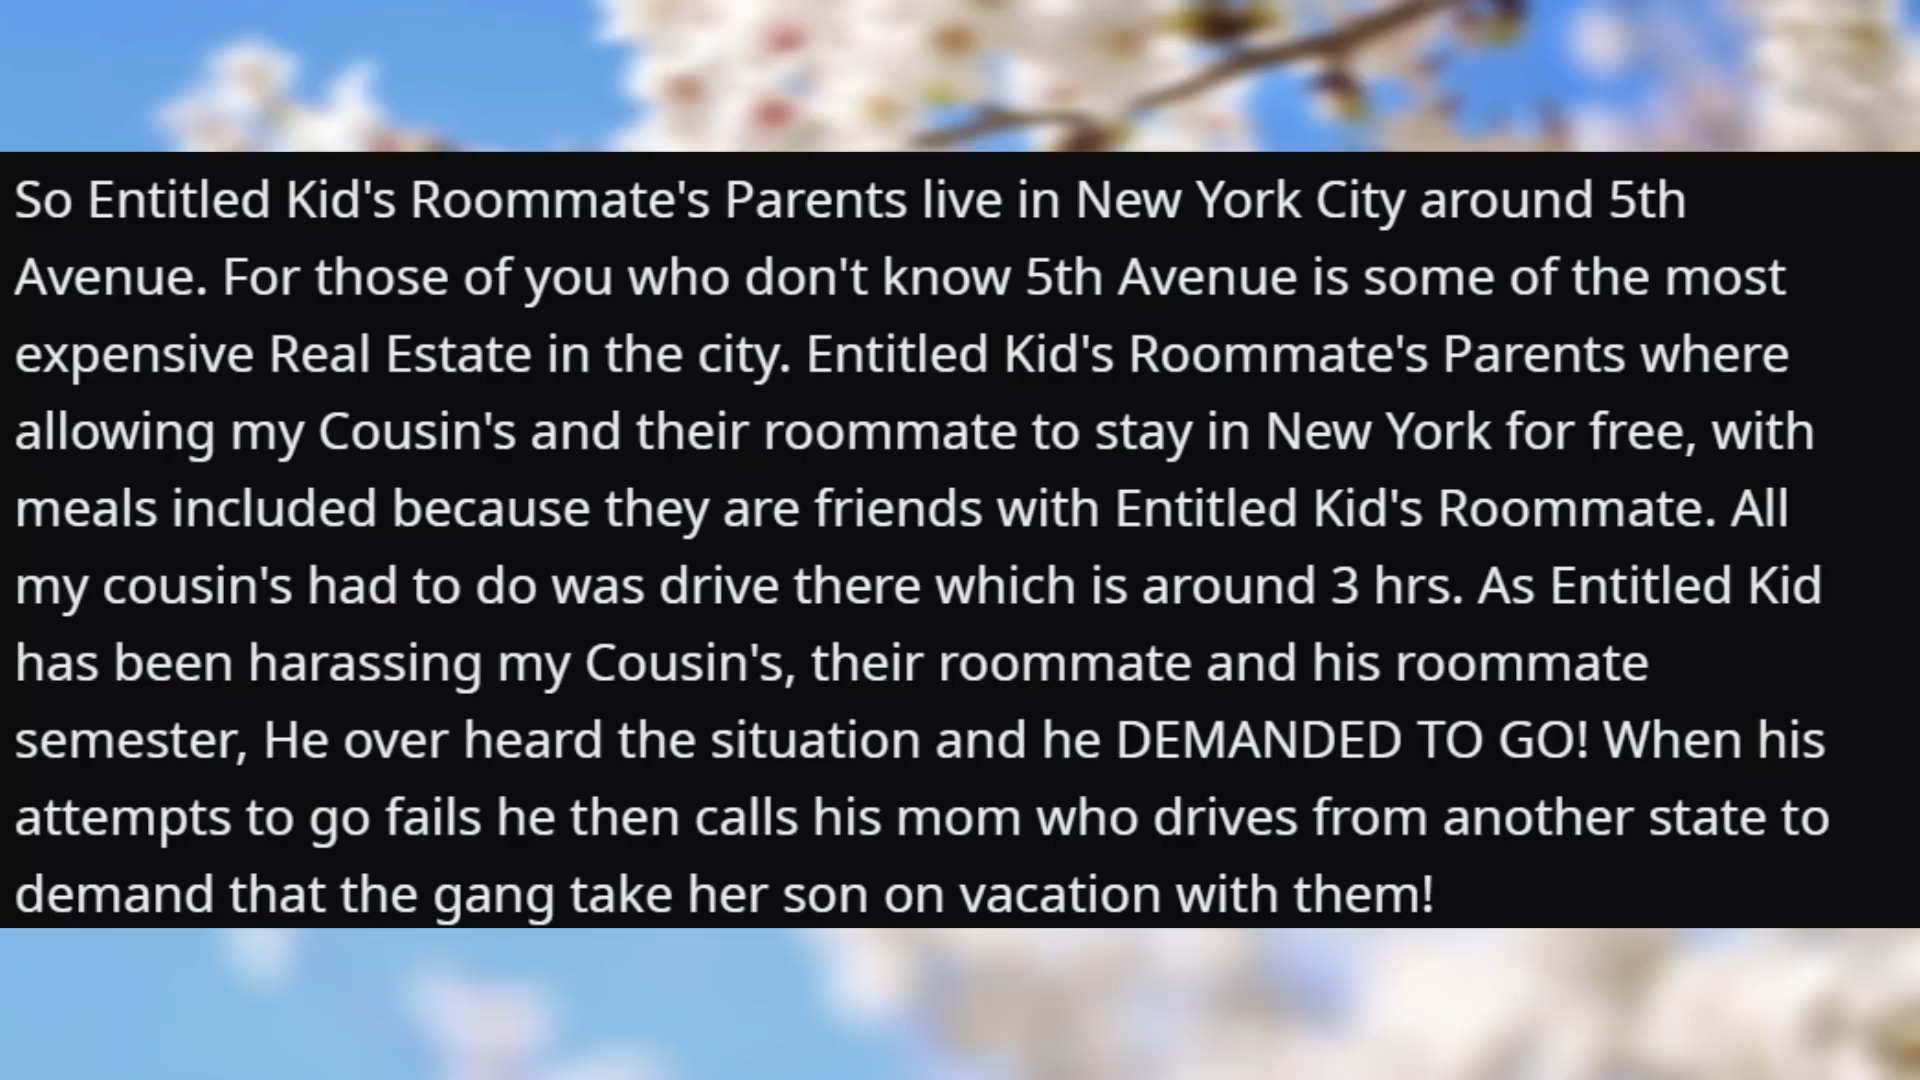 So Entitled Kid's Roommate's Parents live in New York City around 5th
Avenue. For those of you who don't know 5th Avenue is some of the most
expensive Real Estate in the city. Entitled Kid's Roommate's Parents where
allowing my Cousin's and their roommate to stay in New York for free, with
meals included because they are friends with Entitled Kid's Roommate. All
my cousin's had to do was drive there which is around 3 hrs. As Entitled Kid
has been harassing my Cousin's, their roommate and his roommate
semester, He over heard the situation and he DEMANDED TO GO! When his
attempts to go fails he then calls his mom who drives from another state to
demand that the gang take her son on vacation with them!